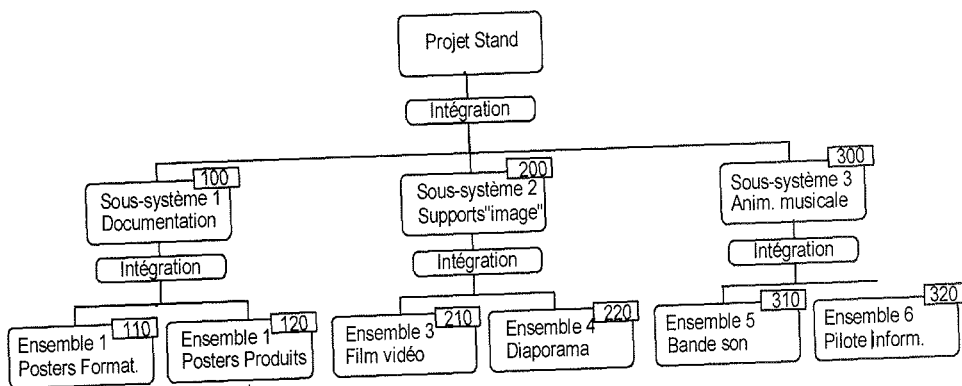 Projet Stand
Intégration
100
Sous-système 1
Documentation
200
Sous-système 2
Supports"image"
300
Sous-système 3
Anim. musicale
Intégration
Intégration
Intégration
110
Ensemble 1
Posters Format.
120
Ensemble 1
Posters Produits
210
Ensemble 3
Film vidéo
220
Ensemble 4
Diaporama
310
Ensemble 5
Bande son
320
Ensemble 6
Pilote Inform.